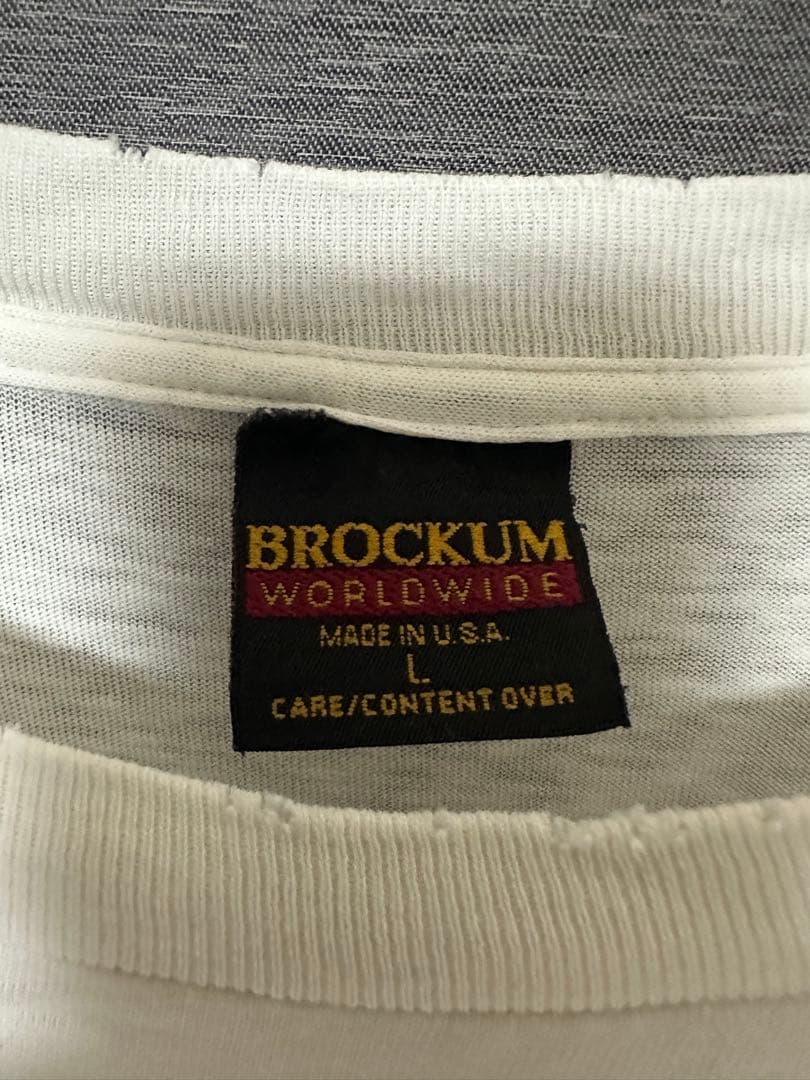 BROCKUM
WORLDWIDE
MADE IN U.S.A.
L
CARE/CONTENT OVER